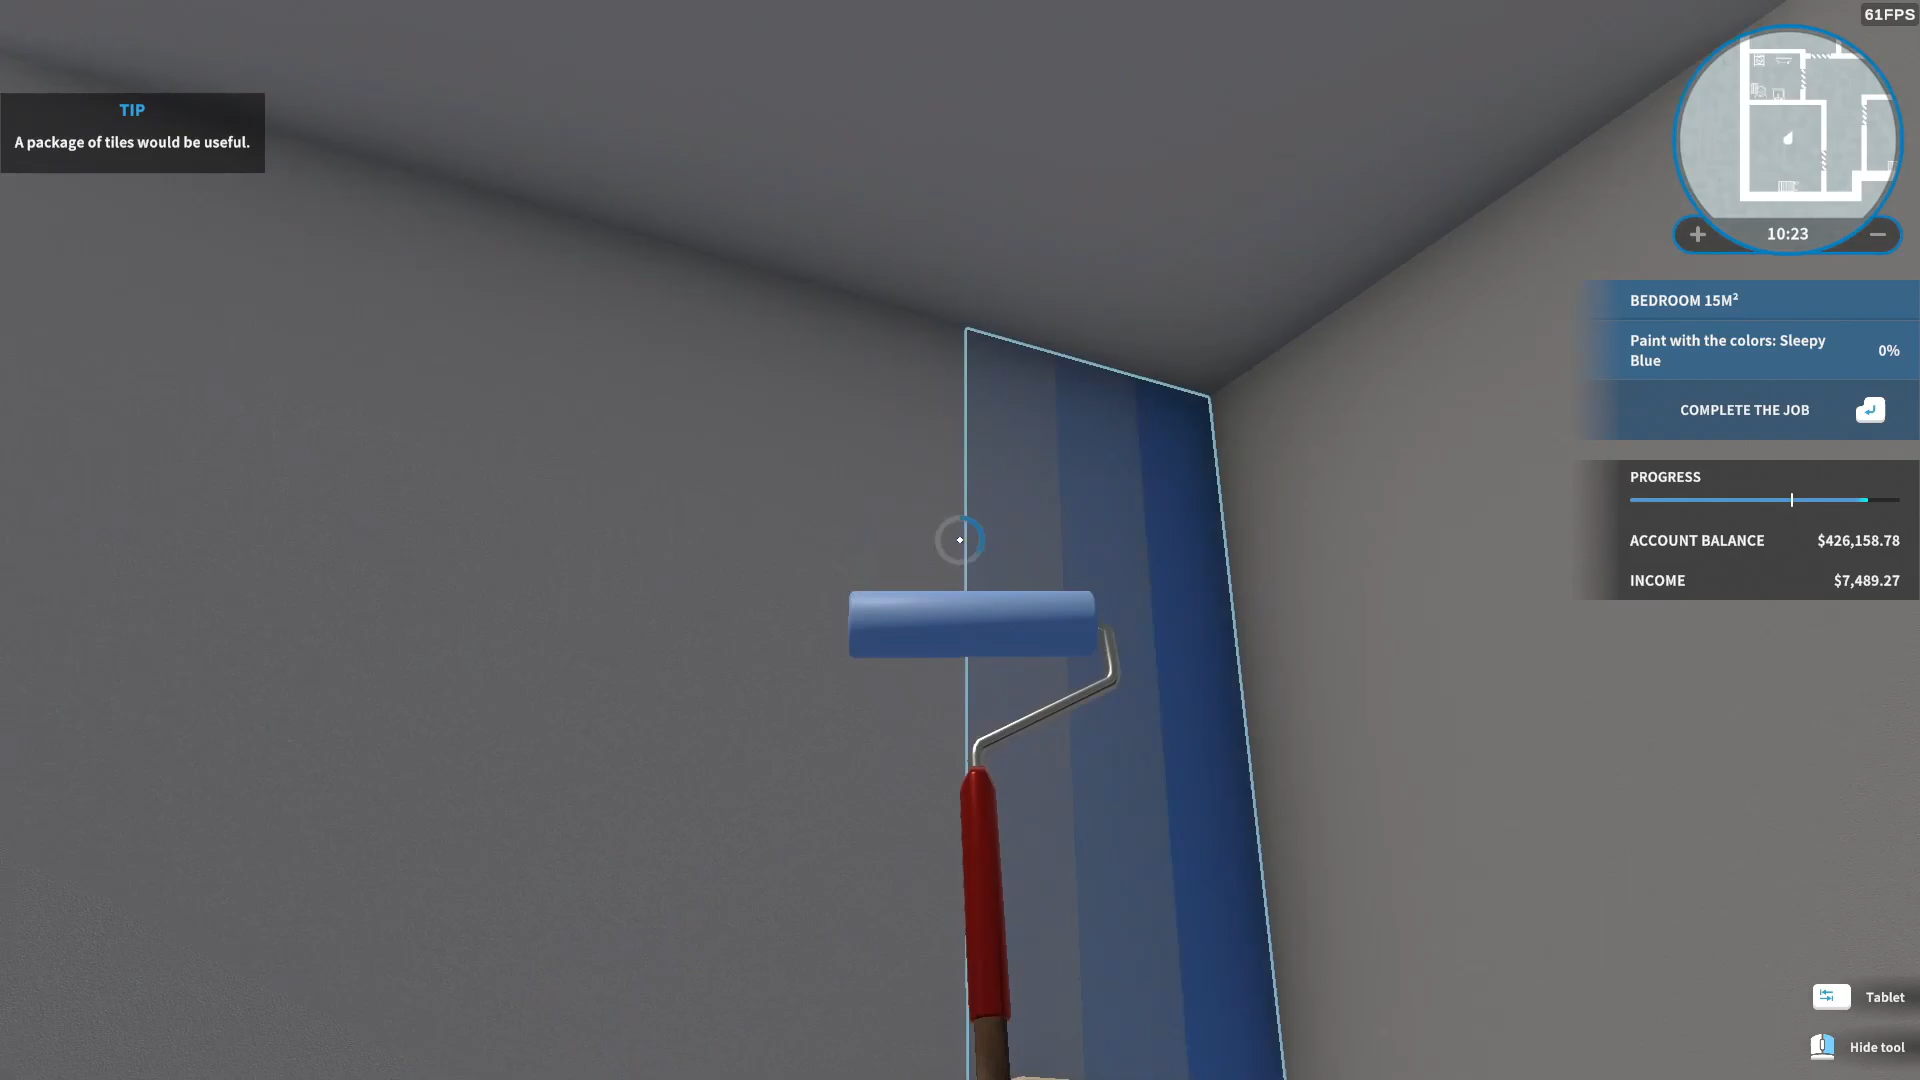 61FPS
TIP
A package of tiles would be useful.
10:23
BEDROOM 15M²
Paint with the colors: Sleepy
Blue
0%
COMPLETE THE JOB
PROGRESS
ACCOUNT BALANCE $426,158.78
INCOME $7,489.27
Tablet
Hide tool